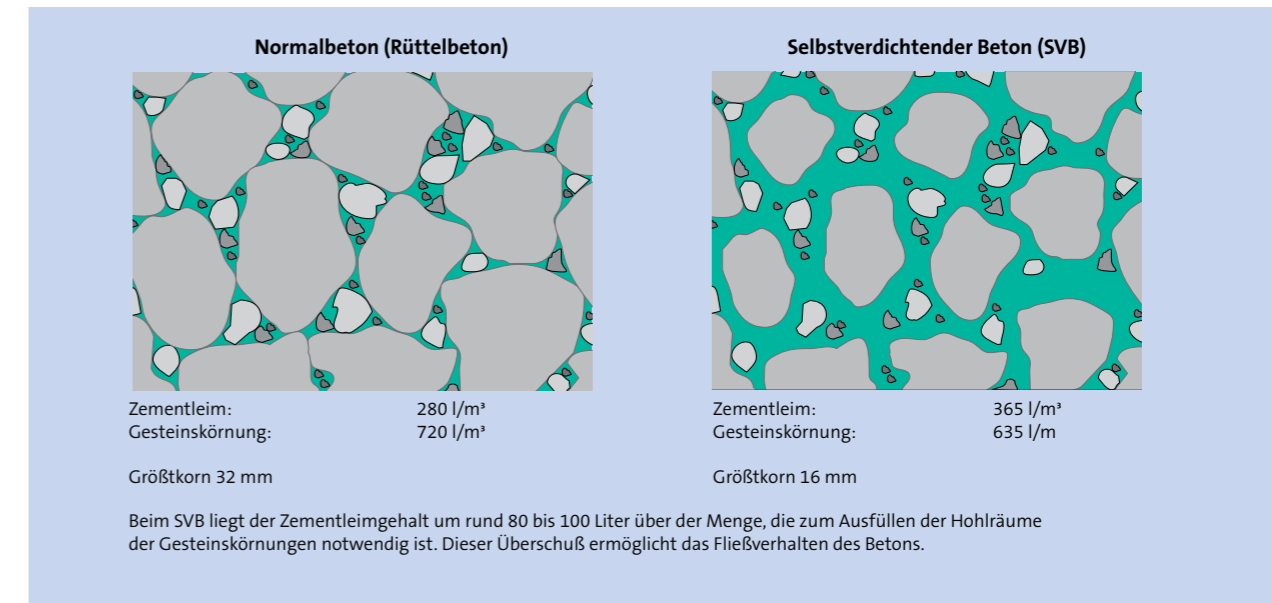 Normalbeton (Rüttelbeton)
Selbstverdichtender Beton (SVB)
Zementleim: 280 l/m³
Gesteinskörnung: 720 l/m³
Größtkorn 32 mm
Zementleim: 365 l/m³
Gesteinskörnung: 635 l/m
Größtkorn 16 mm
Beim SVB liegt der Zementleimgehalt um rund 80 bis 100 Liter über der Menge, die zum Ausfüllen der Hohlräume
der Gesteinskörnungen notwendig ist. Dieser Überschuß ermöglicht das Fließverhalten des Betons.